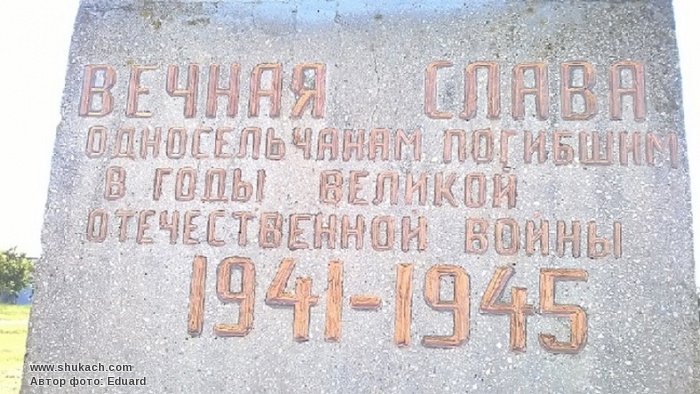 ВЕЧНАЯ СЛАВА
ОДНОСЕЛЬЧАНАМ ПОГИБШИМ
В ГОДЫ ВЕЛИКОЙ
ОТЕЧЕСТВЕННОЙ ВОЙНЫ
1941-1945
www.shukach.com
Автор фото: Eduard